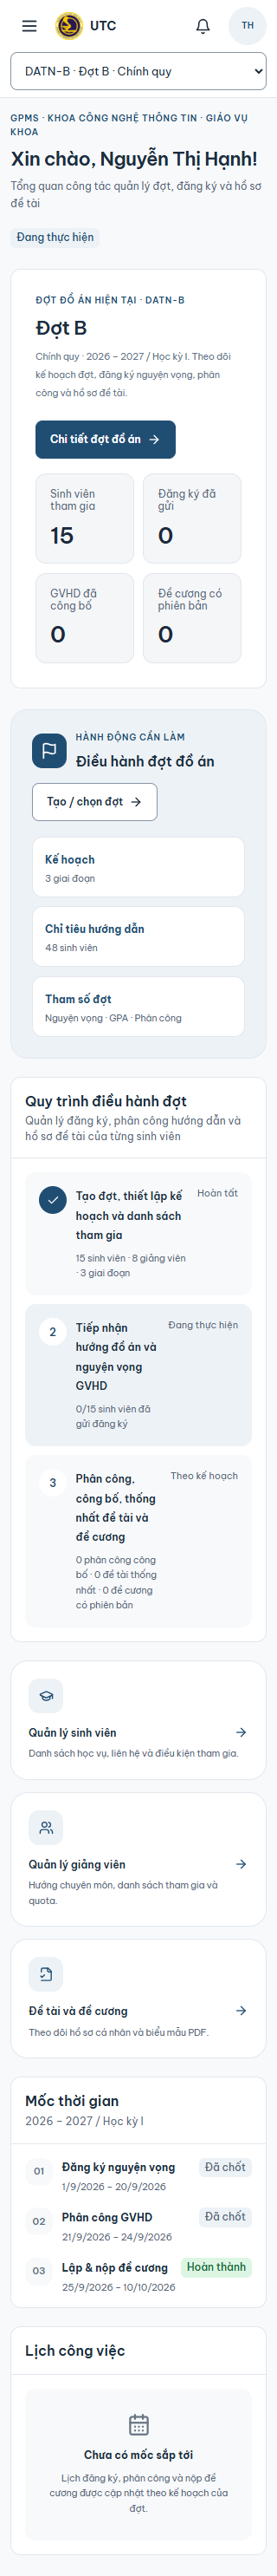 UTC
TH
DATN-B · Đợt B · Chính quy
GPMS · KHOA CÔNG NGHỆ THÔNG TIN · GIÁO VỤ
KHOA
Xin chào, Nguyễn Thị Hạnh!
Tổng quan công tác quản lý đợt, đăng ký và hồ sơ
đề tài
Đang thực hiện
ĐỢT ĐỒ ÁN HIỆN TẠI · DATN-B
Đợt B
Chính quy · 2026 – 2027 / Học kỳ I. Theo dõi
kế hoạch đợt, đăng ký nguyện vọng, phân
công và hồ sơ đề tài.
Chi tiết đợt đồ án
Sinh viên
tham gia
15
Đăng ký đã
gửi
0
GVHD đã
công bố
0
Đề cương có
phiên bản
0
HÀNH ĐỘNG CẦN LÀM
Điều hành đợt đồ án
Tạo / chọn đợt
Kế hoạch
3 giai đoạn
Chỉ tiêu hướng dẫn
48 sinh viên
Tham số đợt
Nguyện vọng · GPA · Phân công
Quy trình điều hành đợt
Quản lý đăng ký, phân công hướng dẫn và
hồ sơ đề tài của từng sinh viên
Tạo đợt, thiết lập kế
hoạch và danh sách
tham gia
Hoàn tất
15 sinh viên · 8 giảng viên
· 3 giai đoạn
2
Tiếp nhận
hướng đồ án và
nguyện vọng
GVHD
Đang thực hiện
0/15 sinh viên đã
gửi đăng ký
3
Phân công,
công bố, thống
nhất đề tài và
đề cương
Theo kế hoạch
0 phân công công
bố · 0 đề tài thống
nhất · 0 đề cương
có phiên bản
Quản lý sinh viên
Danh sách học vụ, liên hệ và điều kiện tham gia.
Quản lý giảng viên
Hướng chuyên môn, danh sách tham gia và
quota.
Đề tài và đề cương
Theo dõi hồ sơ cá nhân và biểu mẫu PDF.
Mốc thời gian
2026 – 2027 / Học kỳ I
01
Đăng ký nguyện vọng
Đã chốt
1/9/2026 – 20/9/2026
02
Phân công GVHD
Đã chốt
21/9/2026 – 24/9/2026
03
Lập & nộp đề cương
Hoàn thành
25/9/2026 – 10/10/2026
Lịch công việc
Chưa có mốc sắp tới
Lịch đăng ký, phân công và nộp đề
cương được cập nhật theo kế hoạch của
đợt.